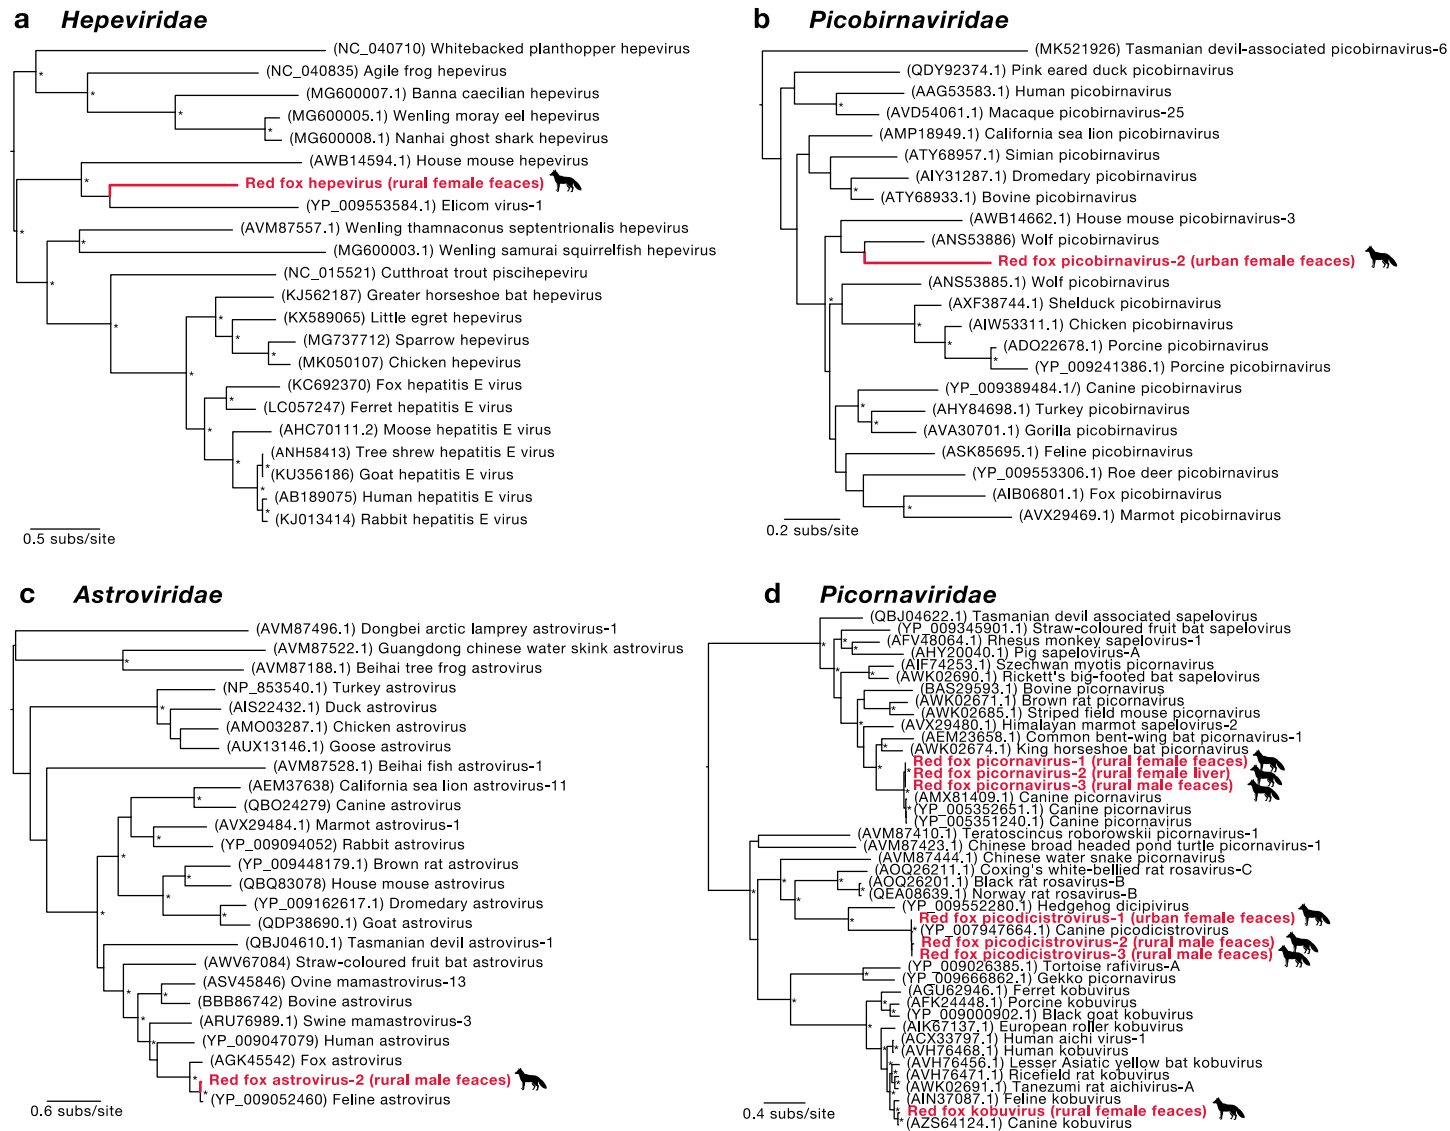 a Hepeviridae
(NC_040710) Whitebacked planthopper hepevirus
(NC_040835) Agile frog hepevirus
(MG600007.1) Banna caecilian hepevirus
(MG600005.1) Wenling moray eel hepevirus
(MG600008.1) Nanhai ghost shark hepevirus
(AWB14594.1) House mouse hepevirus
Red fox hepevirus (rural female feaces)
(YP_009553584.1) Elicom virus-1
(AVM87557.1) Wenling thamnaconus septentrionalis hepevirus
(MG600003.1) Wenling samurai squirrelfish hepevirus
(NC_015521) Cutthroat trout piscihepeviru
(KJ562187) Greater horseshoe bat hepevirus
(KX589065) Little egret hepevirus
(MG737712) Sparrow hepevirus
(MK050107) Chicken hepevirus
(KC692370) Fox hepatitis E virus
(LC057247) Ferret hepatitis E virus
(AHC70111.2) Moose hepatitis E virus
(ANH58413) Tree shrew hepatitis E virus
(KU356186) Goat hepatitis E virus
(AB189075) Human hepatitis E virus
(KJ013414) Rabbit hepatitis E virus
0.5 subs/site
b Picobirnaviridae
(MK521926) Tasmanian devil-associated picobirnavirus-6
(QDY92374.1) Pink eared duck picobirnavirus
(AAG53583.1) Human picobirnavirus
(AVD54061.1) Macaque picobirnavirus-25
(AMP18949.1) California sea lion picobirnavirus
(ATY68957.1) Simian picobirnavirus
(AIY31287.1) Dromedary picobirnavirus
(ATY68933.1) Bovine picobirnavirus
(AWB14662.1) House mouse picobirnavirus-3
(ANS53886) Wolf picobirnavirus
Red fox picobirnavirus-2 (urban female feaces)
(ANS53885.1) Wolf picobirnavirus
(AXF38744.1) Shelduck picobirnavirus
(AIW53311.1) Chicken picobirnavirus
(ADO22678.1) Porcine picobirnavirus
(YP_009241386.1) Porcine picobirnavirus
(YP_009389484.1/) Canine picobirnavirus
(AHY84698.1) Turkey picobirnavirus
(AVA30701.1) Gorilla picobirnavirus
(ASK85695.1) Feline picobirnavirus
(YP_009553306.1) Roe deer picobirnavirus
(AIB06801.1) Fox picobirnavirus
(AVX29469.1) Marmot picobirnavirus
0.2 subs/site
c Astroviridae
(AVM87496.1) Dongbei arctic lamprey astrovirus-1
(AVM87522.1) Guangdong chinese water skink astrovirus
(AVM87188.1) Beihai tree frog astrovirus
(NP_853540.1) Turkey astrovirus
(AIS22432.1) Duck astrovirus
(AMO03287.1) Chicken astrovirus
(AUX13146.1) Goose astrovirus
(AVM87528.1) Beihai fish astrovirus-1
(AEM37638) California sea lion astrovirus-11
(QBO24279) Canine astrovirus
(AVX29484.1) Marmot astrovirus-1
(YP_009094052) Rabbit astrovirus
(YP_009448179.1) Brown rat astrovirus
(QBQ83078) House mouse astrovirus
(YP_009162617.1) Dromedary astrovirus
(QDP38690.1) Goat astrovirus
(QBJ04610.1) Tasmanian devil astrovirus-1
(AWV67084) Straw-coloured fruit bat astrovirus
(ASV45846) Ovine mamastrovirus-13
(BBB86742) Bovine astrovirus
(ARU76989.1) Swine mamastrovirus-3
(YP_009047079) Human astrovirus
(AGK45542) Fox astrovirus
Red fox astrovirus-2 (rural male feaces)
(YP_009052460) Feline astrovirus
0.6 subs/site
d Picornaviridae
(QBJ04622.1) Tasmanian devil associated sapelovirus
(YP_009345901.1) Straw-coloured fruit bat sapelovirus
(AFV48064.1) Rhesus monkey sapelovirus-1
(AHY20040.1) Pig sapelovirus-A
(AIF74253.1) Szechwan myotis picornavirus
(AWK02690.1) Rickett's big-footed bat sapelovirus
(BAS29593.1) Bovine picornavirus
(AWK02671.1) Brown rat picornavirus
(AWK02685.1) Striped field mouse picornavirus
(AVX29480.1) Himalayan marmot sapelovirus-2
(AEM23658.1) Common bent-wing bat picornavirus-1
(AWK02674.1) King horseshoe bat picornavirus
Red fox picornavirus-1 (rural female feaces)
Red fox picornavirus-2 (rural female liver)
Red fox picornavirus-3 (rural male feaces)
(AMX81409.1) Canine picornavirus
(YP_005352651.1) Canine picornavirus
(YP_005351240.1) Canine picornavirus
(AVM87410.1) Teratoscincus roborowskii picornavirus-1
(AVM87423.1) Chinese broad headed pond turtle picornavirus-1
(AVM87444.1) Chinese water snake picornavirus
(AOQ26211.1) Coxing's white-bellied rat rosavirus-C
(AOQ26201.1) Black rat rosavirus-B
(QEA08639.1) Norway rat rosavirus-B
(YP_009552280.1) Hedgehog dicipivirus
Red fox picodicistrovirus-1 (urban female feaces)
(YP_007947664.1) Canine picodicistrovirus
Red fox picodicistrovirus-2 (rural male feaces)
Red fox picodicistrovirus-3 (rural male feaces)
(YP_009026385.1) Tortoise rafivirus-A
(YP_009666862.1) Gekko picornavirus
(AGU62946.1) Ferret kobuvirus
(AFK24448.1) Porcine kobuvirus
(YP_009000902.1) Black goat kobuvirus
(AIK67137.1) European roller kobuvirus
(ACX33797.1) Human aichi virus-1
(AVH76468.1) Human kobuvirus
(AVH76456.1) Lesser Asiatic yellow bat kobuvirus
(AVH76471.1) Ricefield rat kobuvirus
(AWK02691.1) Tanezumi rat aichivirus-A
(AIN37087.1) Feline kobuvirus
Red fox kobuvirus (rural female feaces)
(AZS64124.1) Canine kobuvirus
0.4 subs/site